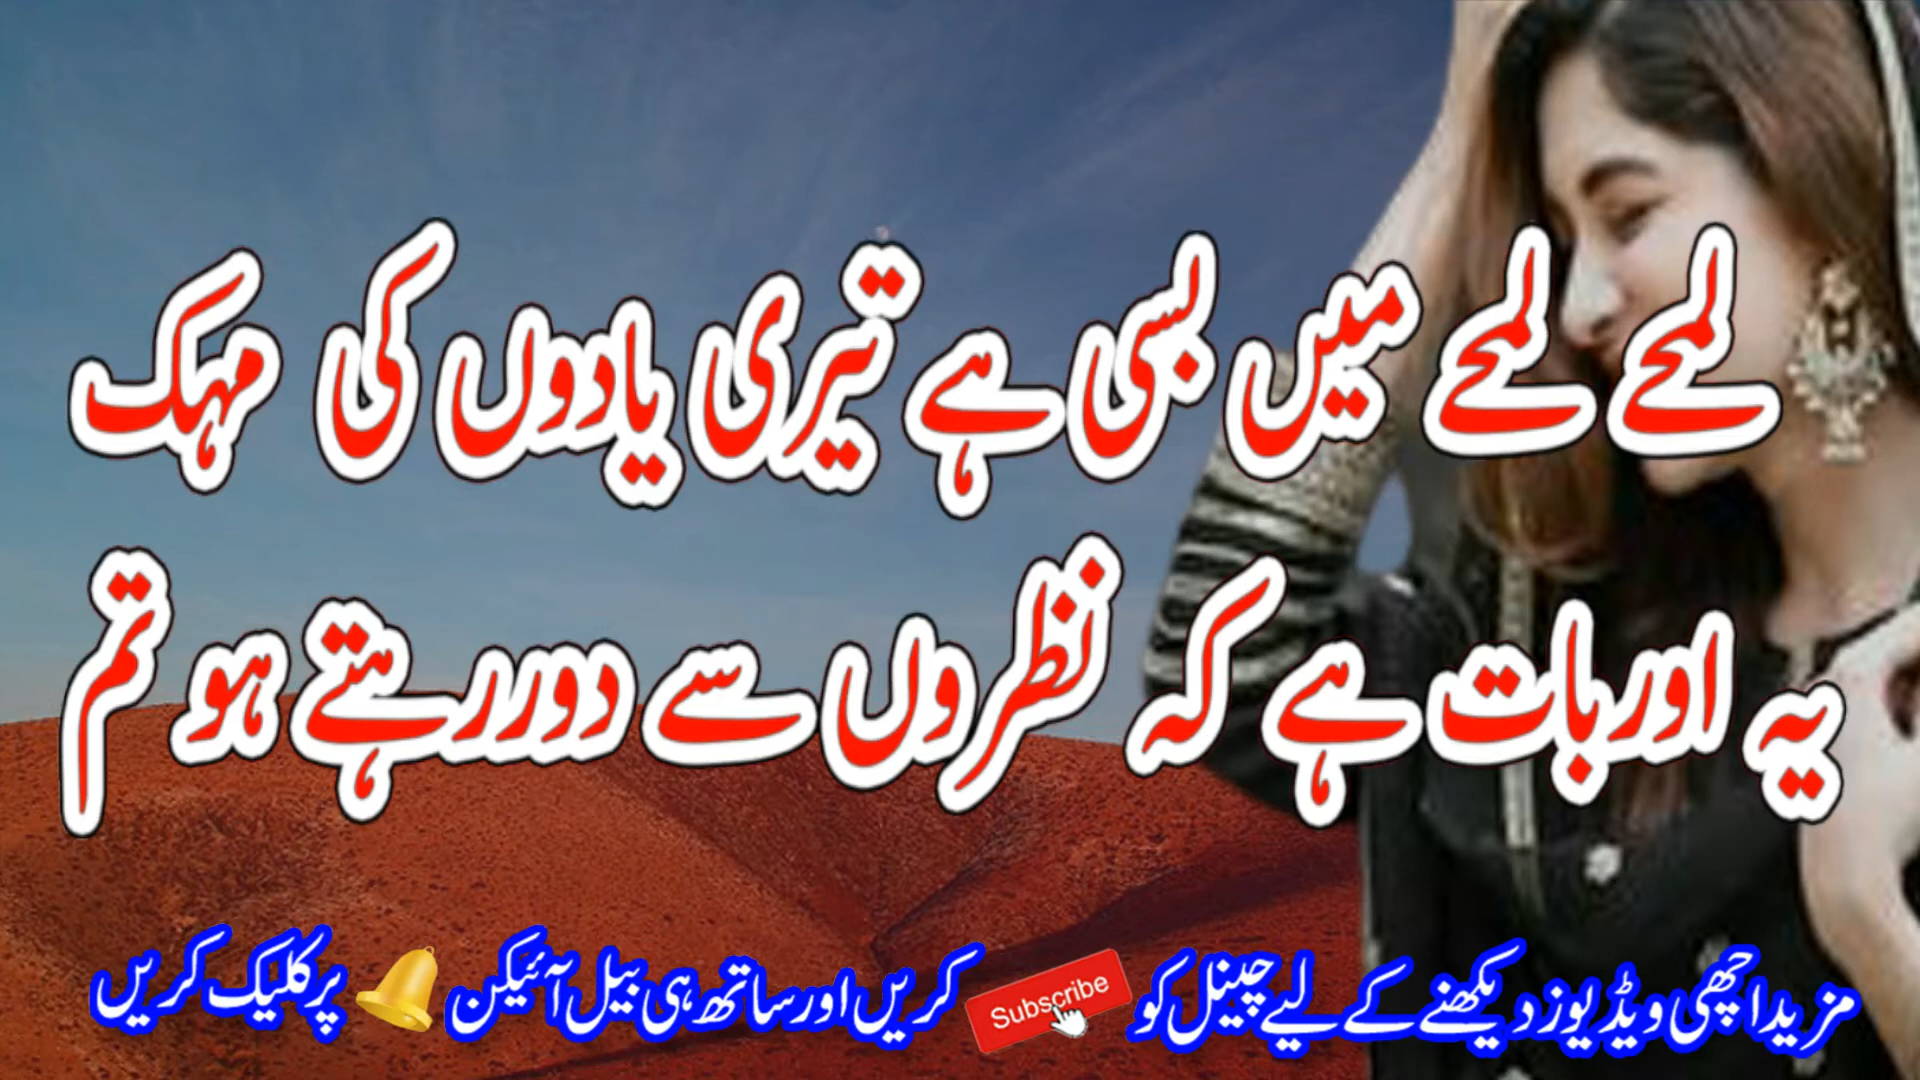 لمحے لمحے میں بسی ہے تیری یادوں کی مہک
یہ اور بات ہے کہ نظروں سے دور رہتے ہو تم
مزید اچھی ویڈیوز دیکھنے کے لیے چینل کو Subscribe کریں اور ساتھ ہی بیل آئیکن 🔔 پر کلیک کریں